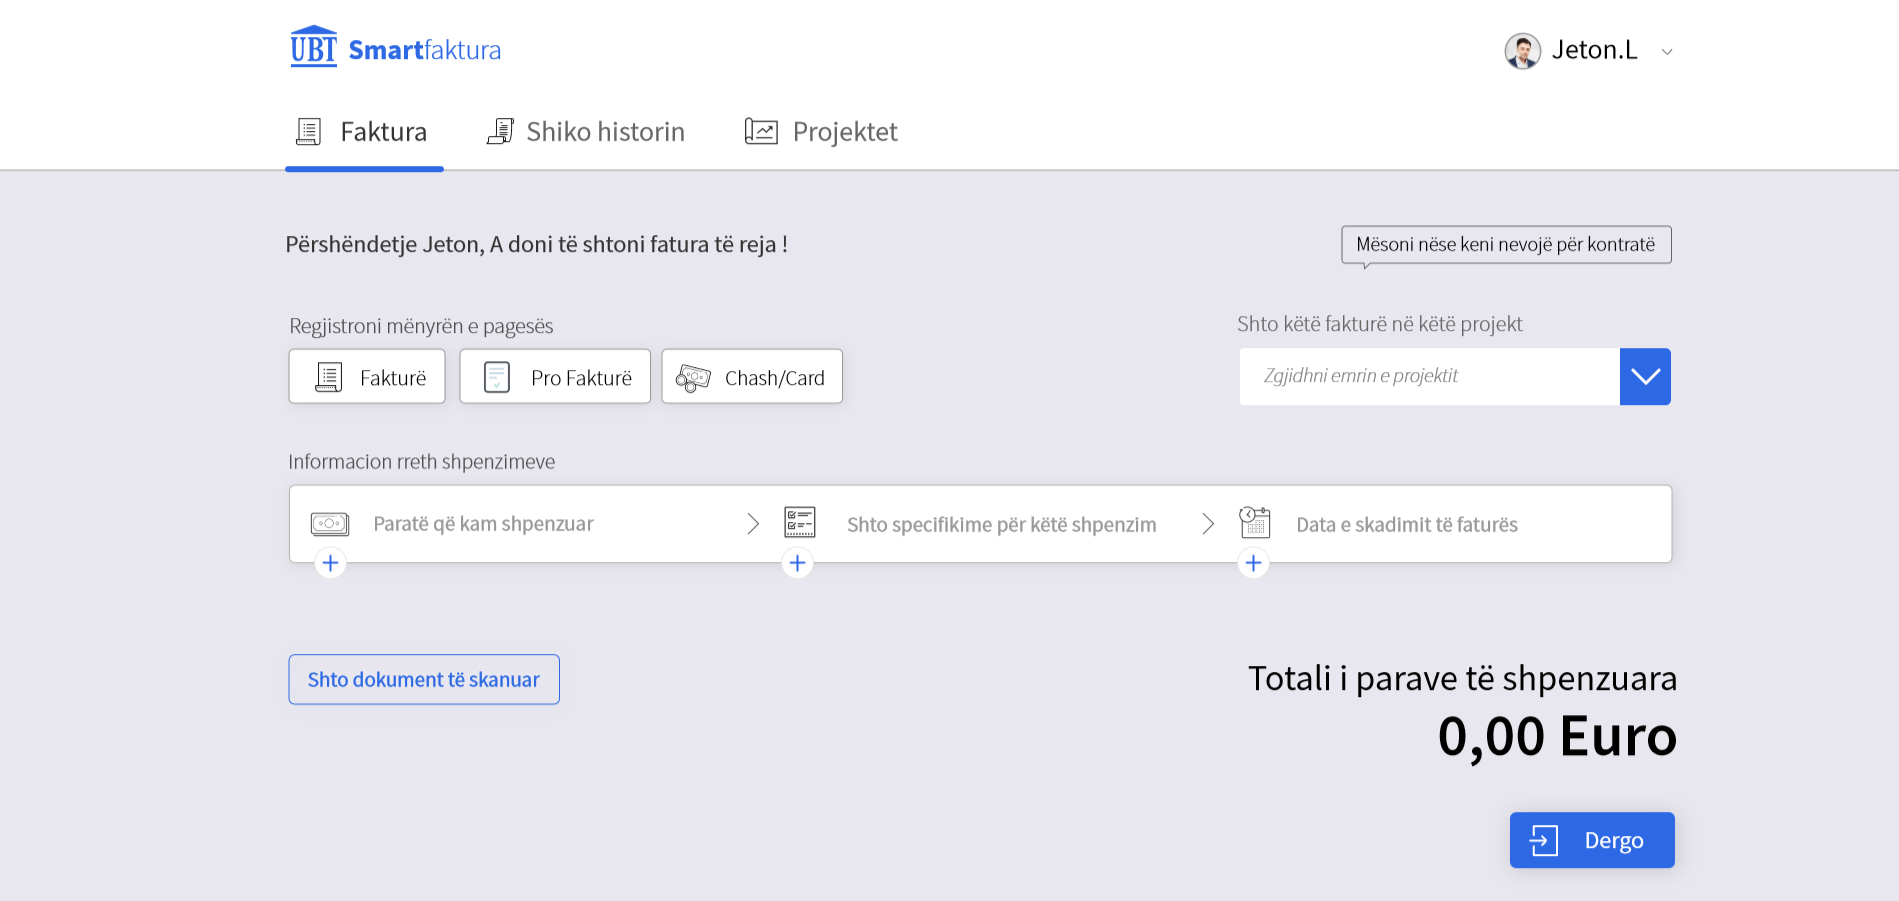 UBT Smartfaktura
Jeton.L
Faktura
Shiko historin
Projektet
Përshëndetje Jeton, A doni të shtoni fatura të reja !
Mësoni nëse keni nevojë për kontratë
Regjistroni mënyrën e pagesës
Shto këtë fakturë në këtë projekt
Fakturë
Pro Fakturë
Chash/Card
Zgjidhni emrin e projektit
Informacion rreth shpenzimeve
Paratë që kam shpenzuar
Shto specifikime për këtë shpenzim
Data e skadimit të faturës
Shto dokument të skanuar
Totali i parave të shpenzuara
0,00 Euro
Dergo